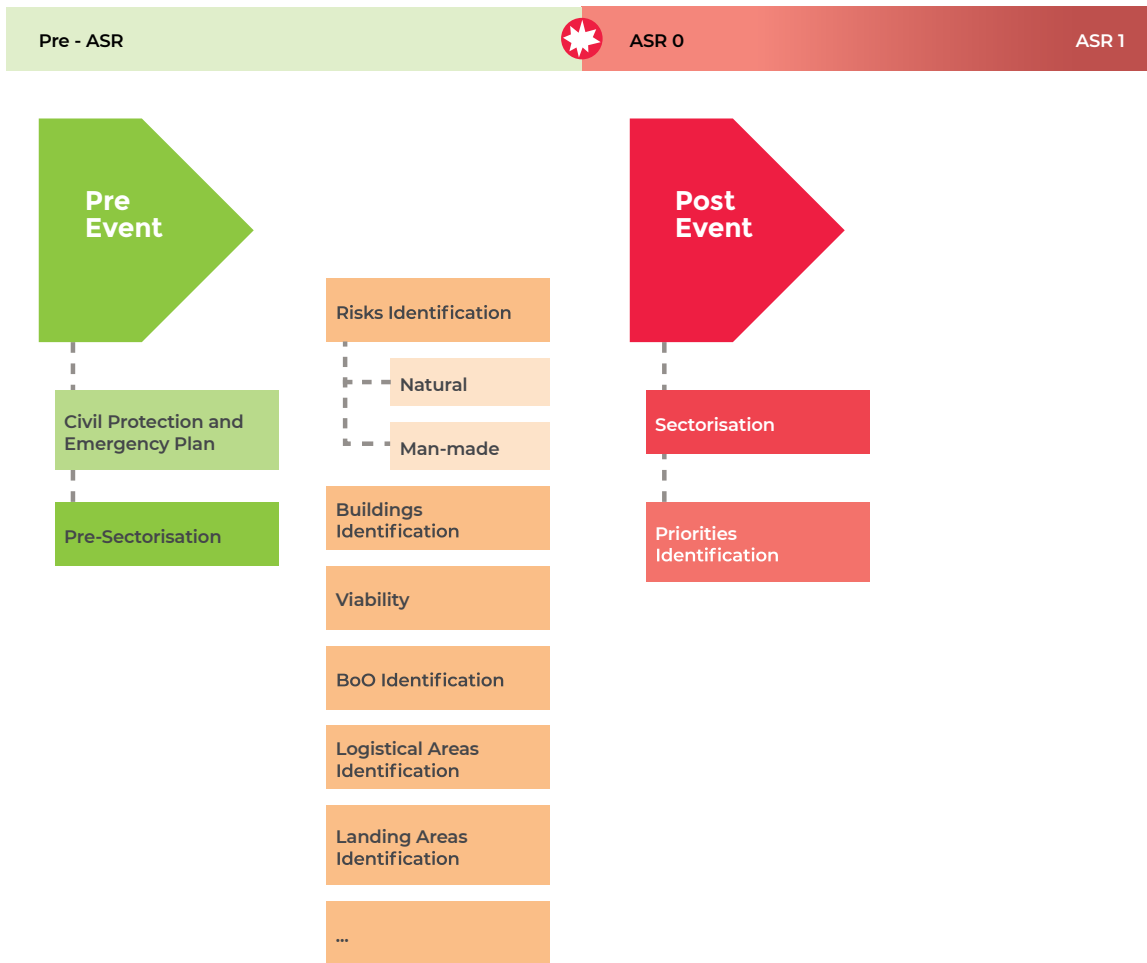 Pre - ASR
ASR 0
ASR 1
Pre
Event
Civil Protection and
Emergency Plan
Pre-Sectorisation
Risks Identification
Natural
Man-made
Buildings
Identification
Viability
BoO Identification
Logistical Areas
Identification
Landing Areas
Identification
...
Post
Event
Sectorisation
Priorities
Identification